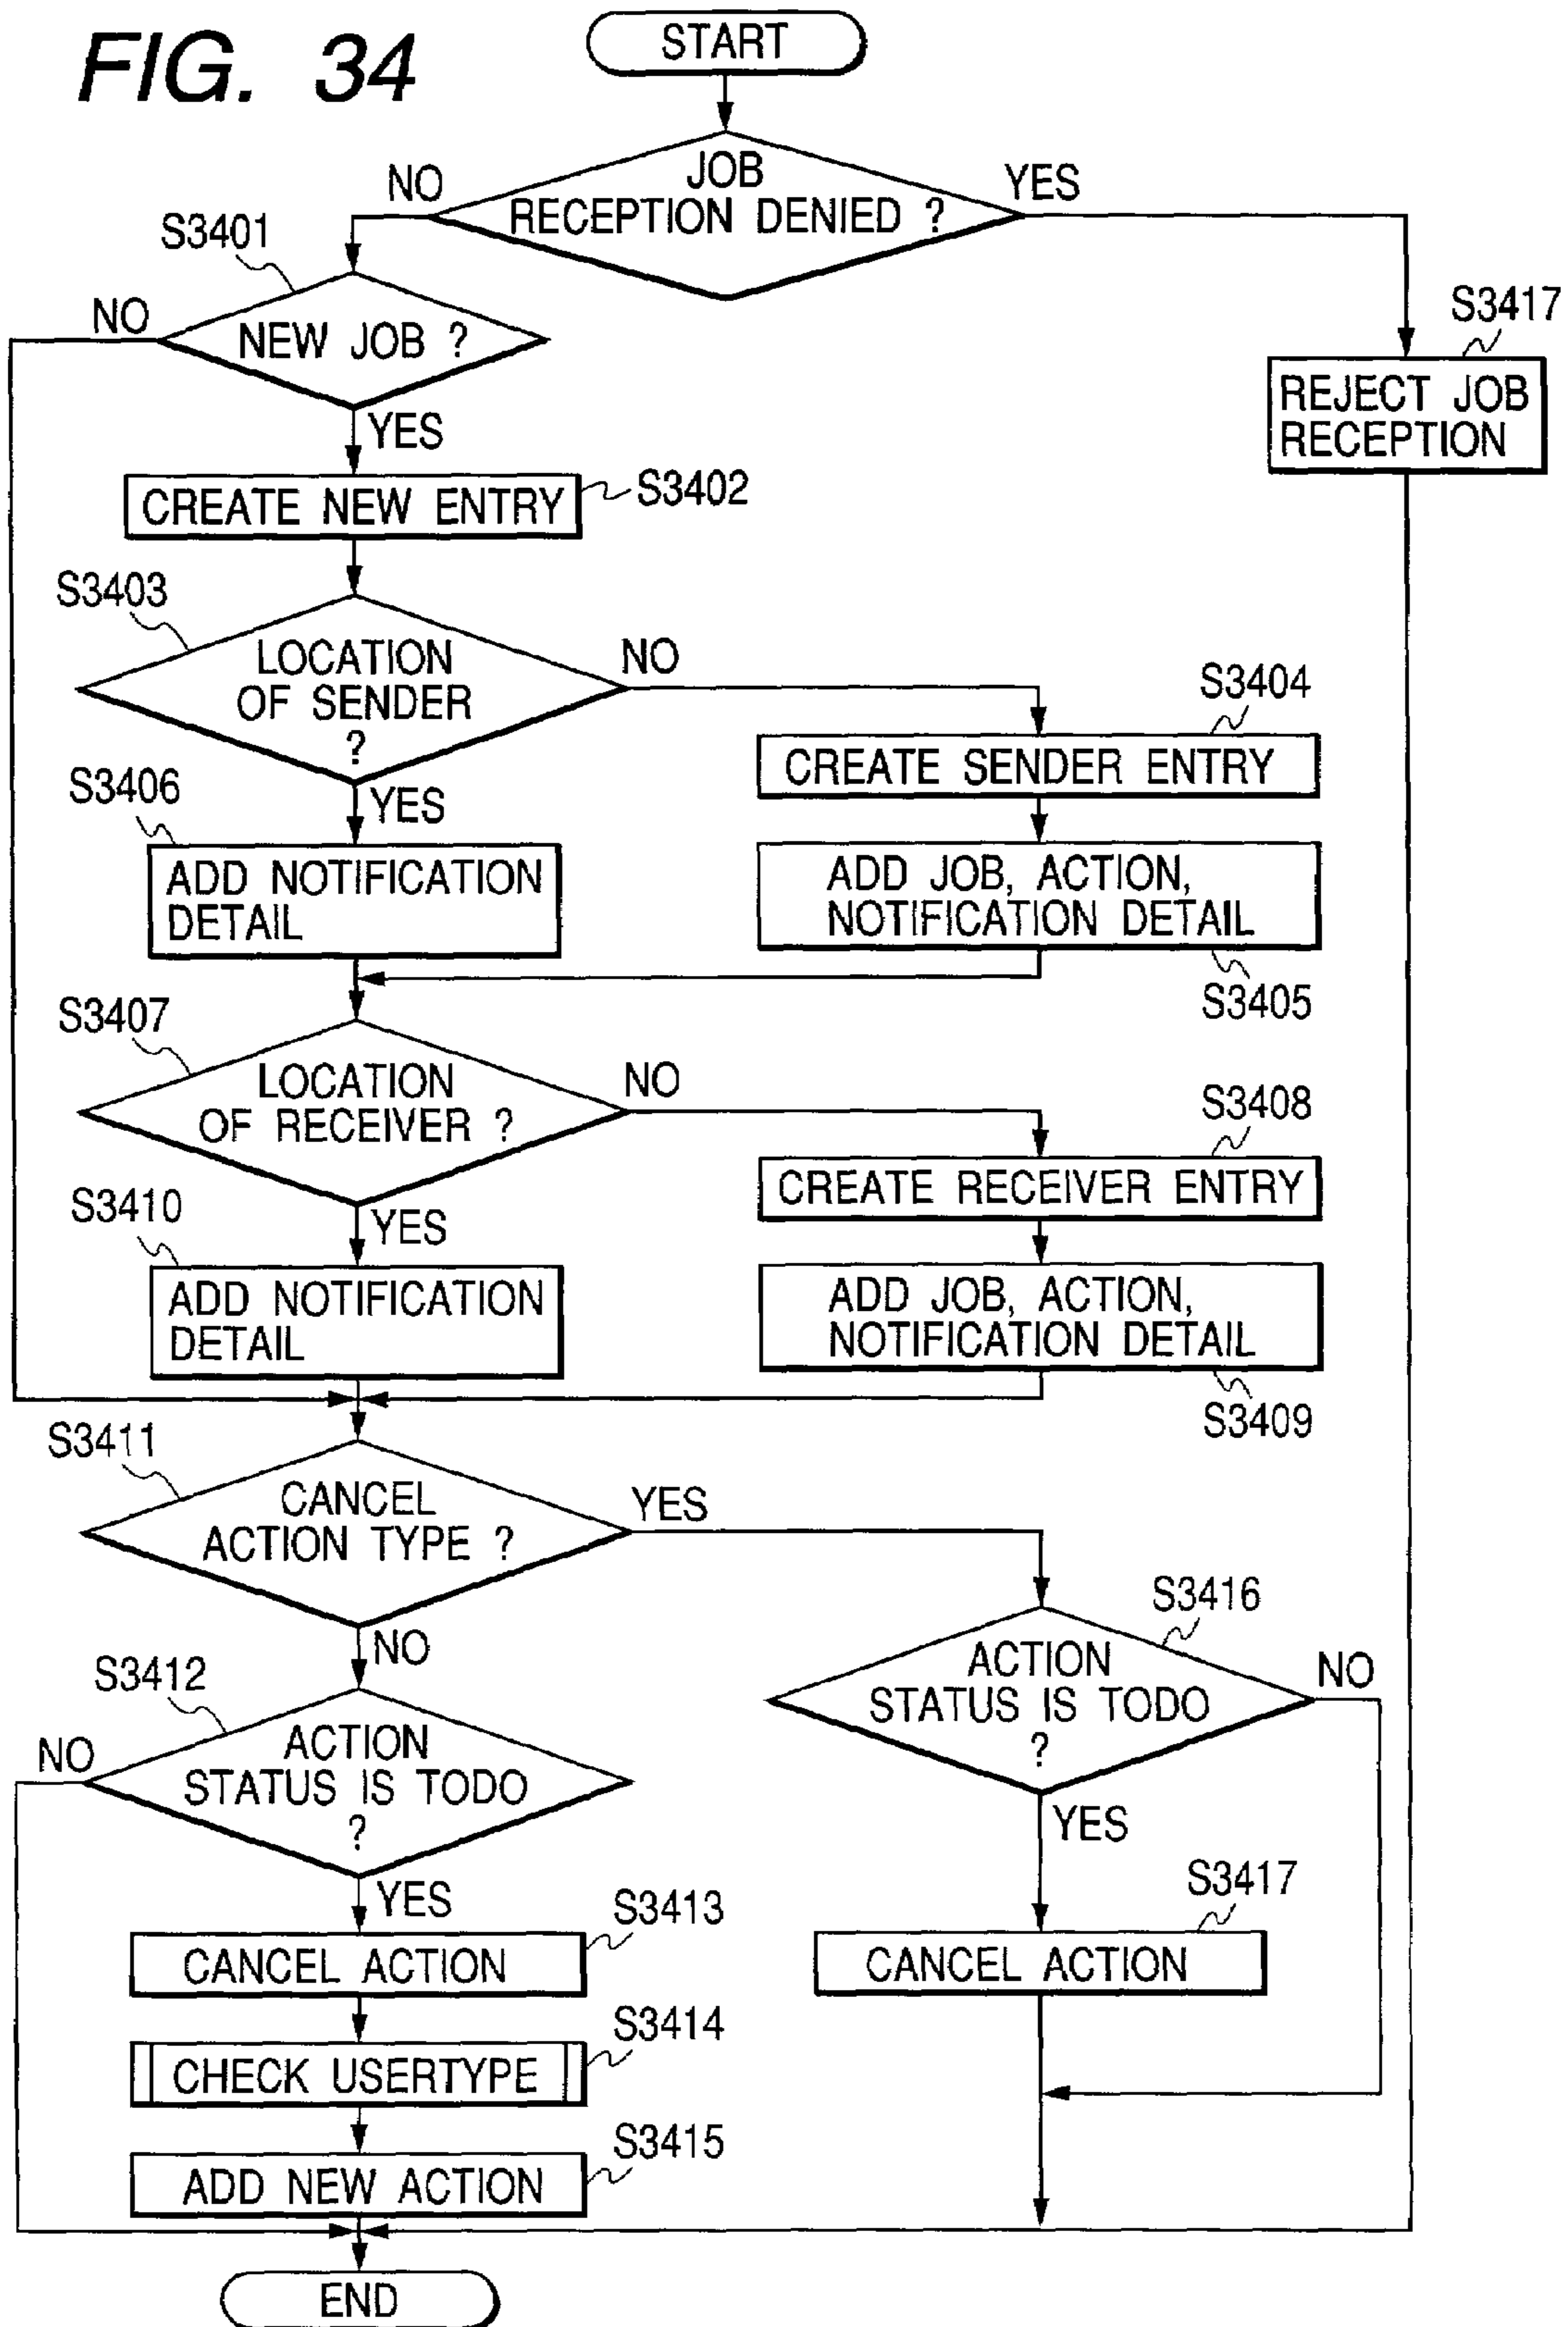 FIG. 34
START
JOB
RECEPTION DENIED ?
NO
YES
S3401
NEW JOB ?
NO
YES
S3417
REJECT JOB
RECEPTION
CREATE NEW ENTRY
S3402
S3403
LOCATION
OF SENDER
?
NO
YES
S3404
CREATE SENDER ENTRY
S3406
ADD NOTIFICATION
DETAIL
ADD JOB, ACTION,
NOTIFICATION DETAIL
S3405
S3407
LOCATION
OF RECEIVER ?
NO
YES
S3408
CREATE RECEIVER ENTRY
S3410
ADD NOTIFICATION
DETAIL
ADD JOB, ACTION,
NOTIFICATION DETAIL
S3409
S3411
CANCEL
ACTION TYPE ?
YES
NO
S3416
ACTION
STATUS IS TODO
?
NO
YES
S3412
ACTION
STATUS IS TODO
?
NO
YES
S3413
CANCEL ACTION
S3417
CANCEL ACTION
S3414
CHECK USERTYPE
S3415
ADD NEW ACTION
END